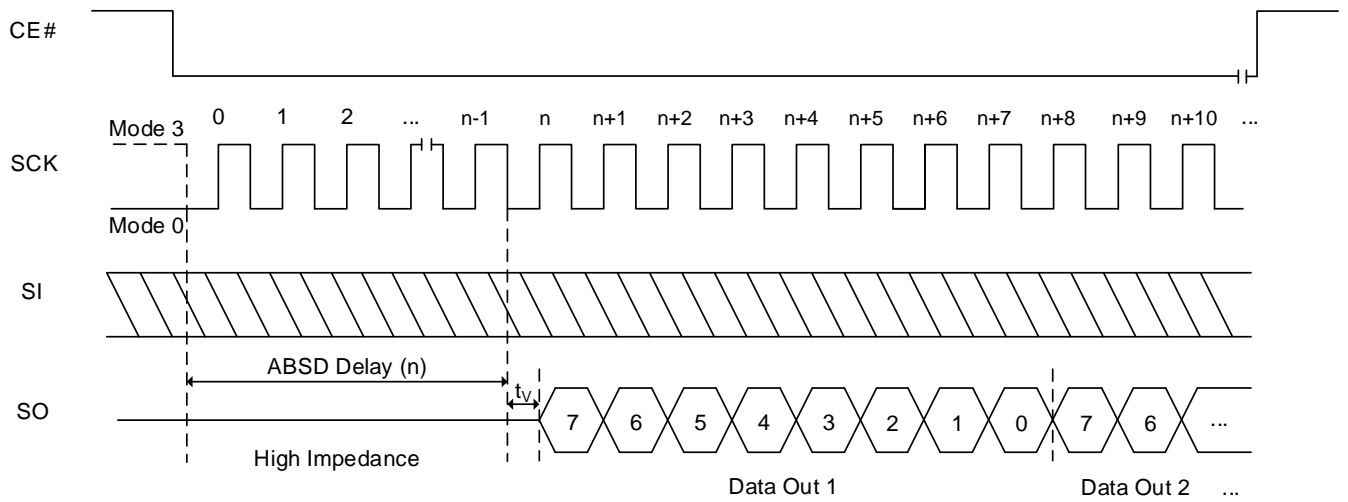 CE#
0 1 2 ... n-1 n n+1 n+2 n+3 n+4 n+5 n+6 n+7 n+8 n+9 n+10 ...
Mode 3
SCK
Mode 0
SI
ABSD Delay (n)
tV
SO
7 6 5 4 3 2 1 0 7 6 ...
High Impedance
Data Out 1 Data Out 2 ...